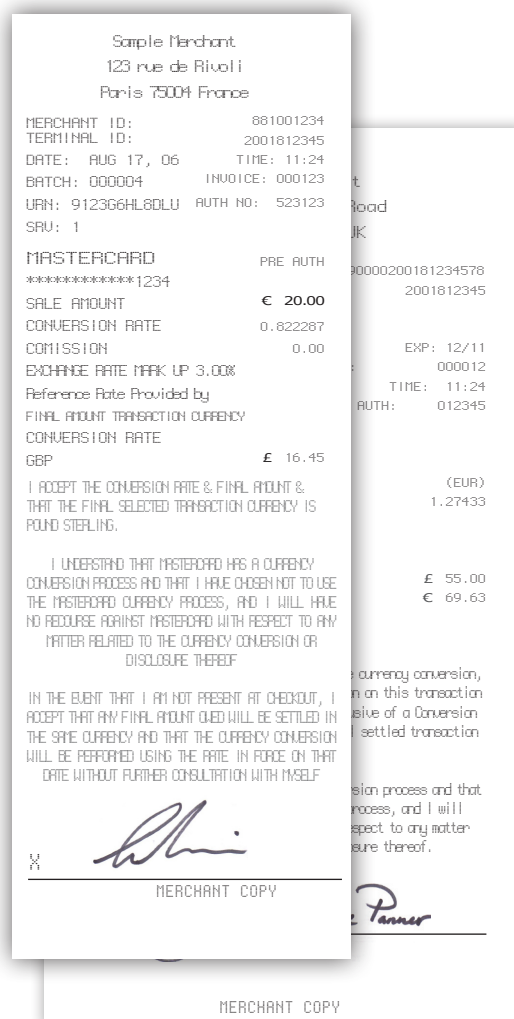 Sample Merchant
123 rue de Rivoli
Paris 75004 France
MERCHANT ID: 881001234
TERMINAL ID: 2001812345
DATE: AUG 17, 06 TIME: 11:24
BATCH: 000004 INVOICE: 000123
URN: 9123G6HL8DLU AUTH NO: 523123
SRV: 1
MASTERCARD PRE AUTH
************1234
SALE AMOUNT € 20.00
CONVERSION RATE 0.822287
COMISSION 0.00
EXCHANGE RATE MARK UP 3.00%
Reference Rate Provided by
FINAL AMOUNT TRANSACTION CURRENCY
CONVERSION RATE
GBP £ 16.45
I ACCEPT THE CONVERSION RATE & FINAL AMOUNT &
THAT THE FINAL SELECTED TRANSACTION CURRENCY IS
POUND STERLING.
I UNDERSTAND THAT MASTERCARD HAS A CURRENCY
CONVERSION PROCESS AND THAT I HAVE CHOSEN NOT TO USE
THE MASTERCARD CURRENCY PROCESS, AND I WILL HAVE
NO RECOURSE AGAINST MASTERCARD WITH RESPECT TO ANY
MATTER RELATED TO THE CURRENCY CONVERSION OR
DISCLOSURE THEREOF
IN THE EVENT THAT I AM NOT PRESENT AT CHECKOUT, I
ACCEPT THAT ANY FINAL AMOUNT OWED WILL BE SETTLED IN
THE SAME CURRENCY AND THAT THE CURRENCY CONVERSION
WILL BE PERFORMED USING THE RATE IN FORCE ON THAT
DATE WITHOUT FURTHER CONSULTATION WITH MYSELF
X
MERCHANT COPY
t
Road
UK
90000200181234578
2001812345
EXP: 12/11
: 000012
TIME: 11:24
AUTH: 012345
(EUR)
1.27433
£ 55.00
€ 69.63
currency conversion,
on this transaction
sive of a Conversion
settled transaction
sion process and that
rocess, and I will
spect to any matter
sure thereof.
Panner
MERCHANT COPY